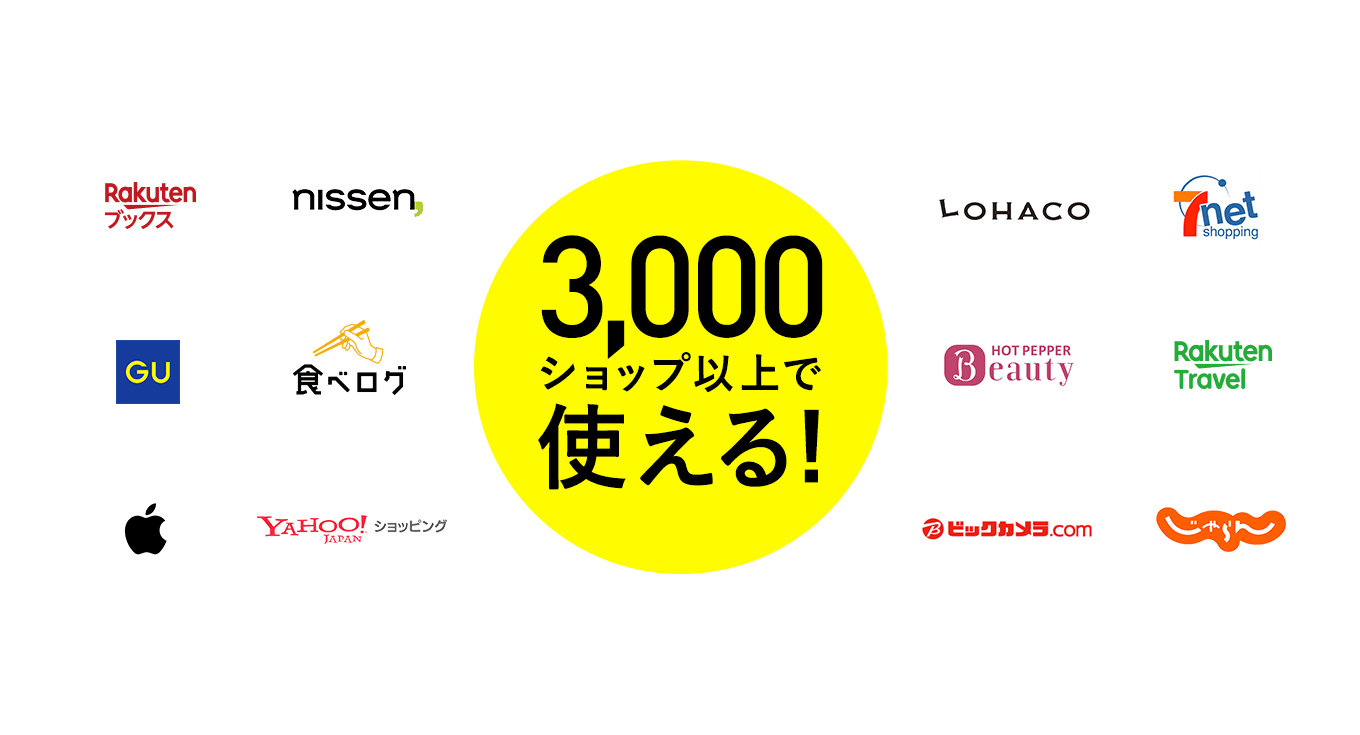 Rakuten
ブックス
nissen,
GU
食べログ
YAHOO!
JAPAN
ショッピング
3,000
ショップ以上で
使える!
LOHACO
7net
shopping
HOT PEPPER
Beauty
Rakuten
Travel
B ビックカメラ.com
じゃらん